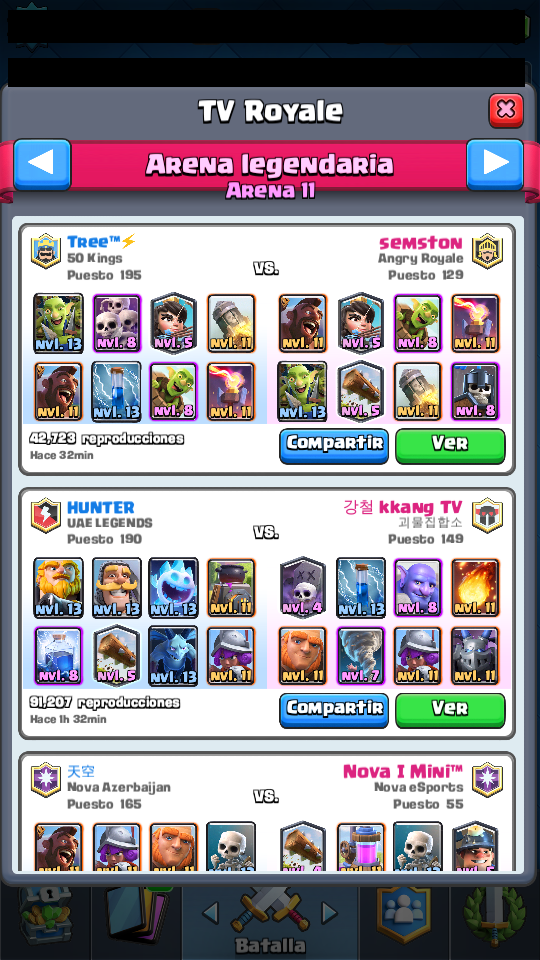 TV Royale
Arena legendaria
Arena 11
Tree™⚡
50 Kings
Puesto 195
vs.
semston
Angry Royale
Puesto 129
nvl. 13 nvl. 8 nvl. 5 nvl. 11 nvl. 11 nvl. 5 nvl. 8 nvl. 11
nvl. 11 nvl. 13 nvl. 8 nvl. 11 nvl. 13 nvl. 5 nvl. 11 nvl. 8
42,723 reproducciones
Hace 32min
Compartir
Ver
HUNTER
UAE LEGENDS
Puesto 190
vs.
강철 kkang TV
괴물집합소
Puesto 149
nvl. 13 nvl. 13 nvl. 13 nvl. 11 nvl. 4 nvl. 13 nvl. 8 nvl. 11
nvl. 8 nvl. 5 nvl. 13 nvl. 11 nvl. 11 nvl. 7 nvl. 11 nvl. 11
91,207 reproducciones
Hace 1h 32min
Compartir
Ver
天空
Nova Azerbaijan
Puesto 165
vs.
Nova I Mini™
Nova eSports
Puesto 55
Batalla